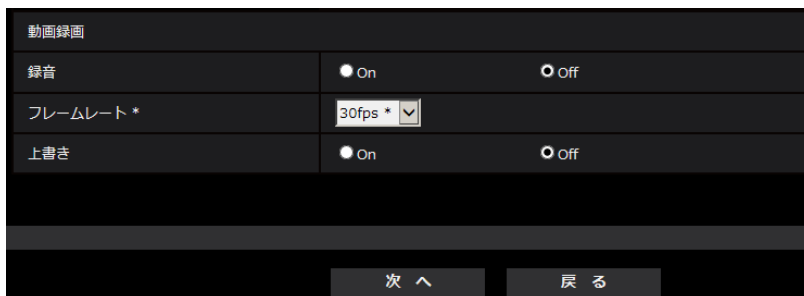 動画録画
録音 On Off
フレームレート * 30fps *
上書き On Off
次 へ 戻 る